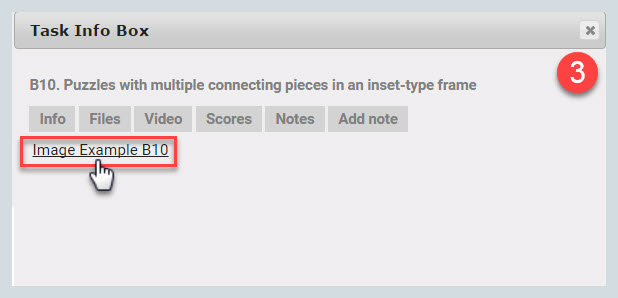 Task Info Box
3
B10. Puzzles with multiple connecting pieces in an inset-type frame
Info Files Video Scores Notes Add note
Image Example B10